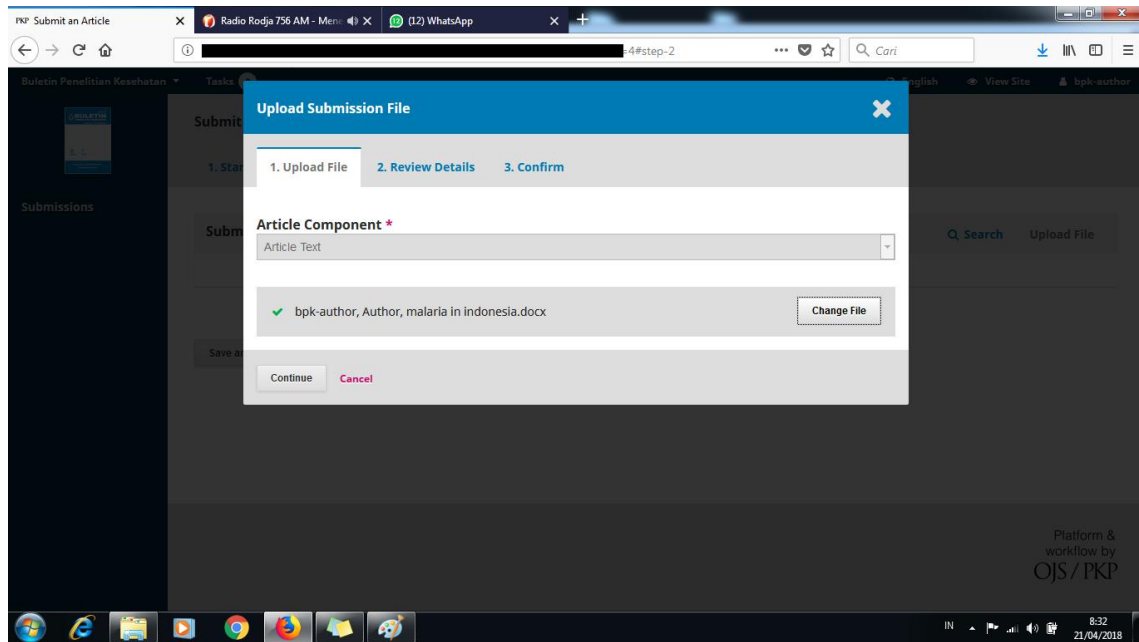 PKP Submit an Article
Radio Rodja 756 AM - Mene
(12) WhatsApp
=4#step-2
Cari
Buletin Penelitian Kesehatan
Tasks
English
View Site
bpk-author
BULETIN
Submit
1. Star
Submissions
Subm
Search
Upload File
Save an
Upload Submission File
1. Upload File
2. Review Details
3. Confirm
Article Component *
Article Text
bpk-author, Author, malaria in indonesia.docx
Change File
Continue
Cancel
Platform &
workflow by
OJS / PKP
IN
8:32
21/04/2018